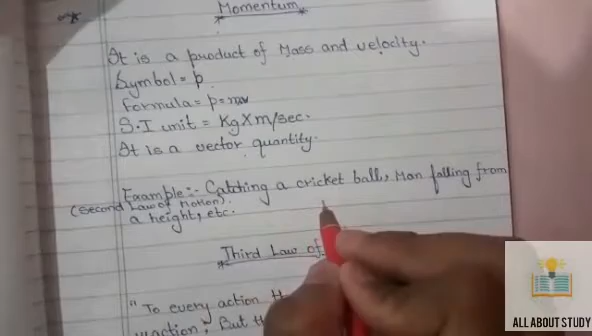 Momentum
It is a product of Mass and velocity.
Symbol = p
Formula = p = mv
S.I unit = Kg X m/sec.
It is a vector quantity.
Example:- Catching a cricket ball, Man falling from
(Second Law of Motion)
a height, etc.
Third Law of
"To every action
reaction. But
ALL ABOUT STUDY